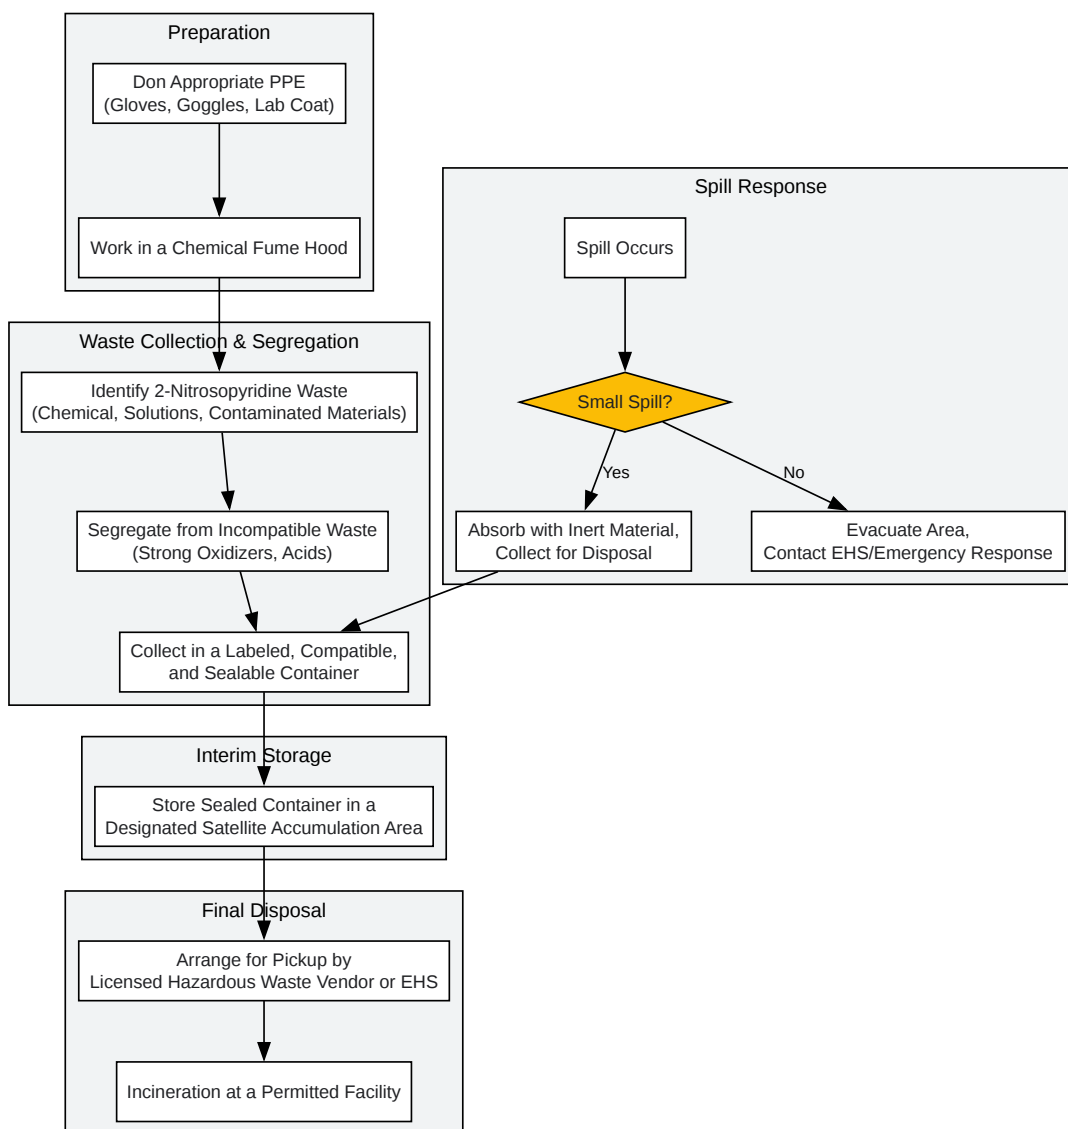 Preparation
Don Appropriate PPE
(Gloves, Goggles, Lab Coat)
Work in a Chemical Fume Hood
Waste Collection & Segregation
Identify 2-Nitrosopyridine Waste
(Chemical, Solutions, Contaminated Materials)
Segregate from Incompatible Waste
(Strong Oxidizers, Acids)
Collect in a Labeled, Compatible,
and Sealable Container
Spill Response
Spill Occurs
Small Spill?
Yes
No
Absorb with Inert Material,
Collect for Disposal
Evacuate Area,
Contact EHS/Emergency Response
Interim Storage
Store Sealed Container in a
Designated Satellite Accumulation Area
Final Disposal
Arrange for Pickup by
Licensed Hazardous Waste Vendor or EHS
Incineration at a Permitted Facility